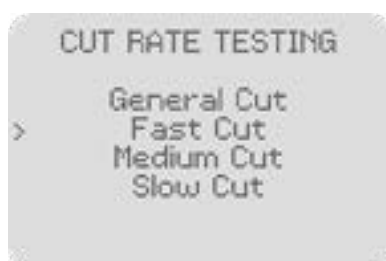 CUT RATE TESTING
General Cut
> Fast Cut
Medium Cut
Slow Cut